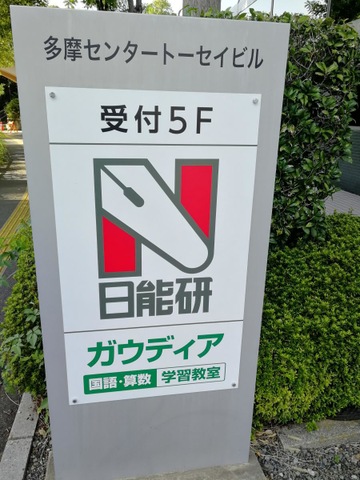 多摩センタートーセイビル
受付5F
N
日能研
ガウディア
国語・算数 学習教室